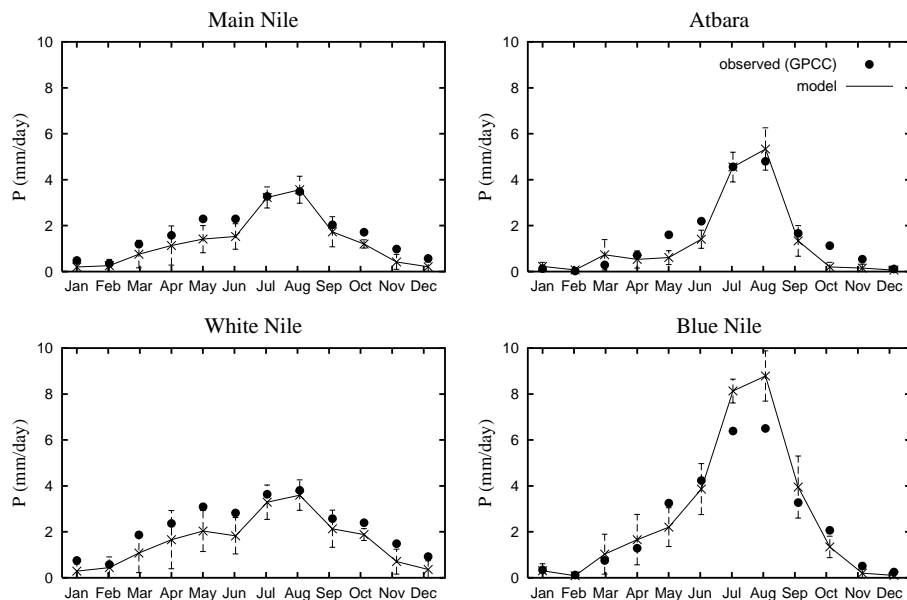 Main Nile
10
8
6
4
2
0
P (mm/day)
Jan Feb Mar Apr May Jun Jul Aug Sep Oct Nov Dec
Atbara
10
8
6
4
2
0
P (mm/day)
observed (GPCC)
model
Jan Feb Mar Apr May Jun Jul Aug Sep Oct Nov Dec
White Nile
10
8
6
4
2
0
P (mm/day)
Jan Feb Mar Apr May Jun Jul Aug Sep Oct Nov Dec
Blue Nile
10
8
6
4
2
0
P (mm/day)
Jan Feb Mar Apr May Jun Jul Aug Sep Oct Nov Dec